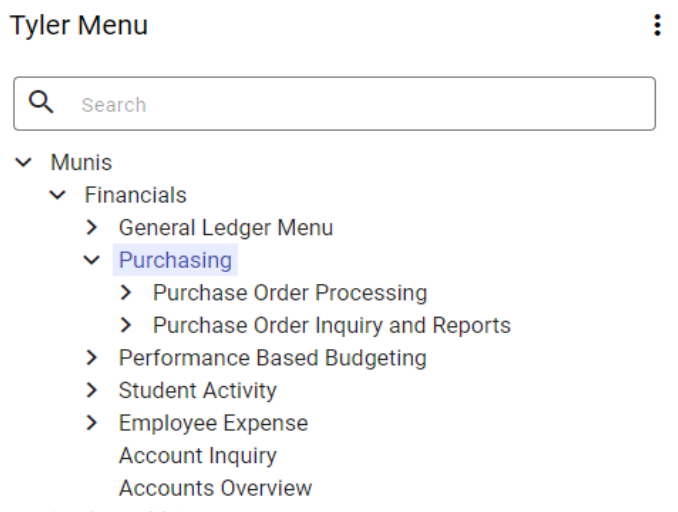 Tyler Menu
Search
Munis
Financials
General Ledger Menu
Purchasing
Purchase Order Processing
Purchase Order Inquiry and Reports
Performance Based Budgeting
Student Activity
Employee Expense
Account Inquiry
Accounts Overview